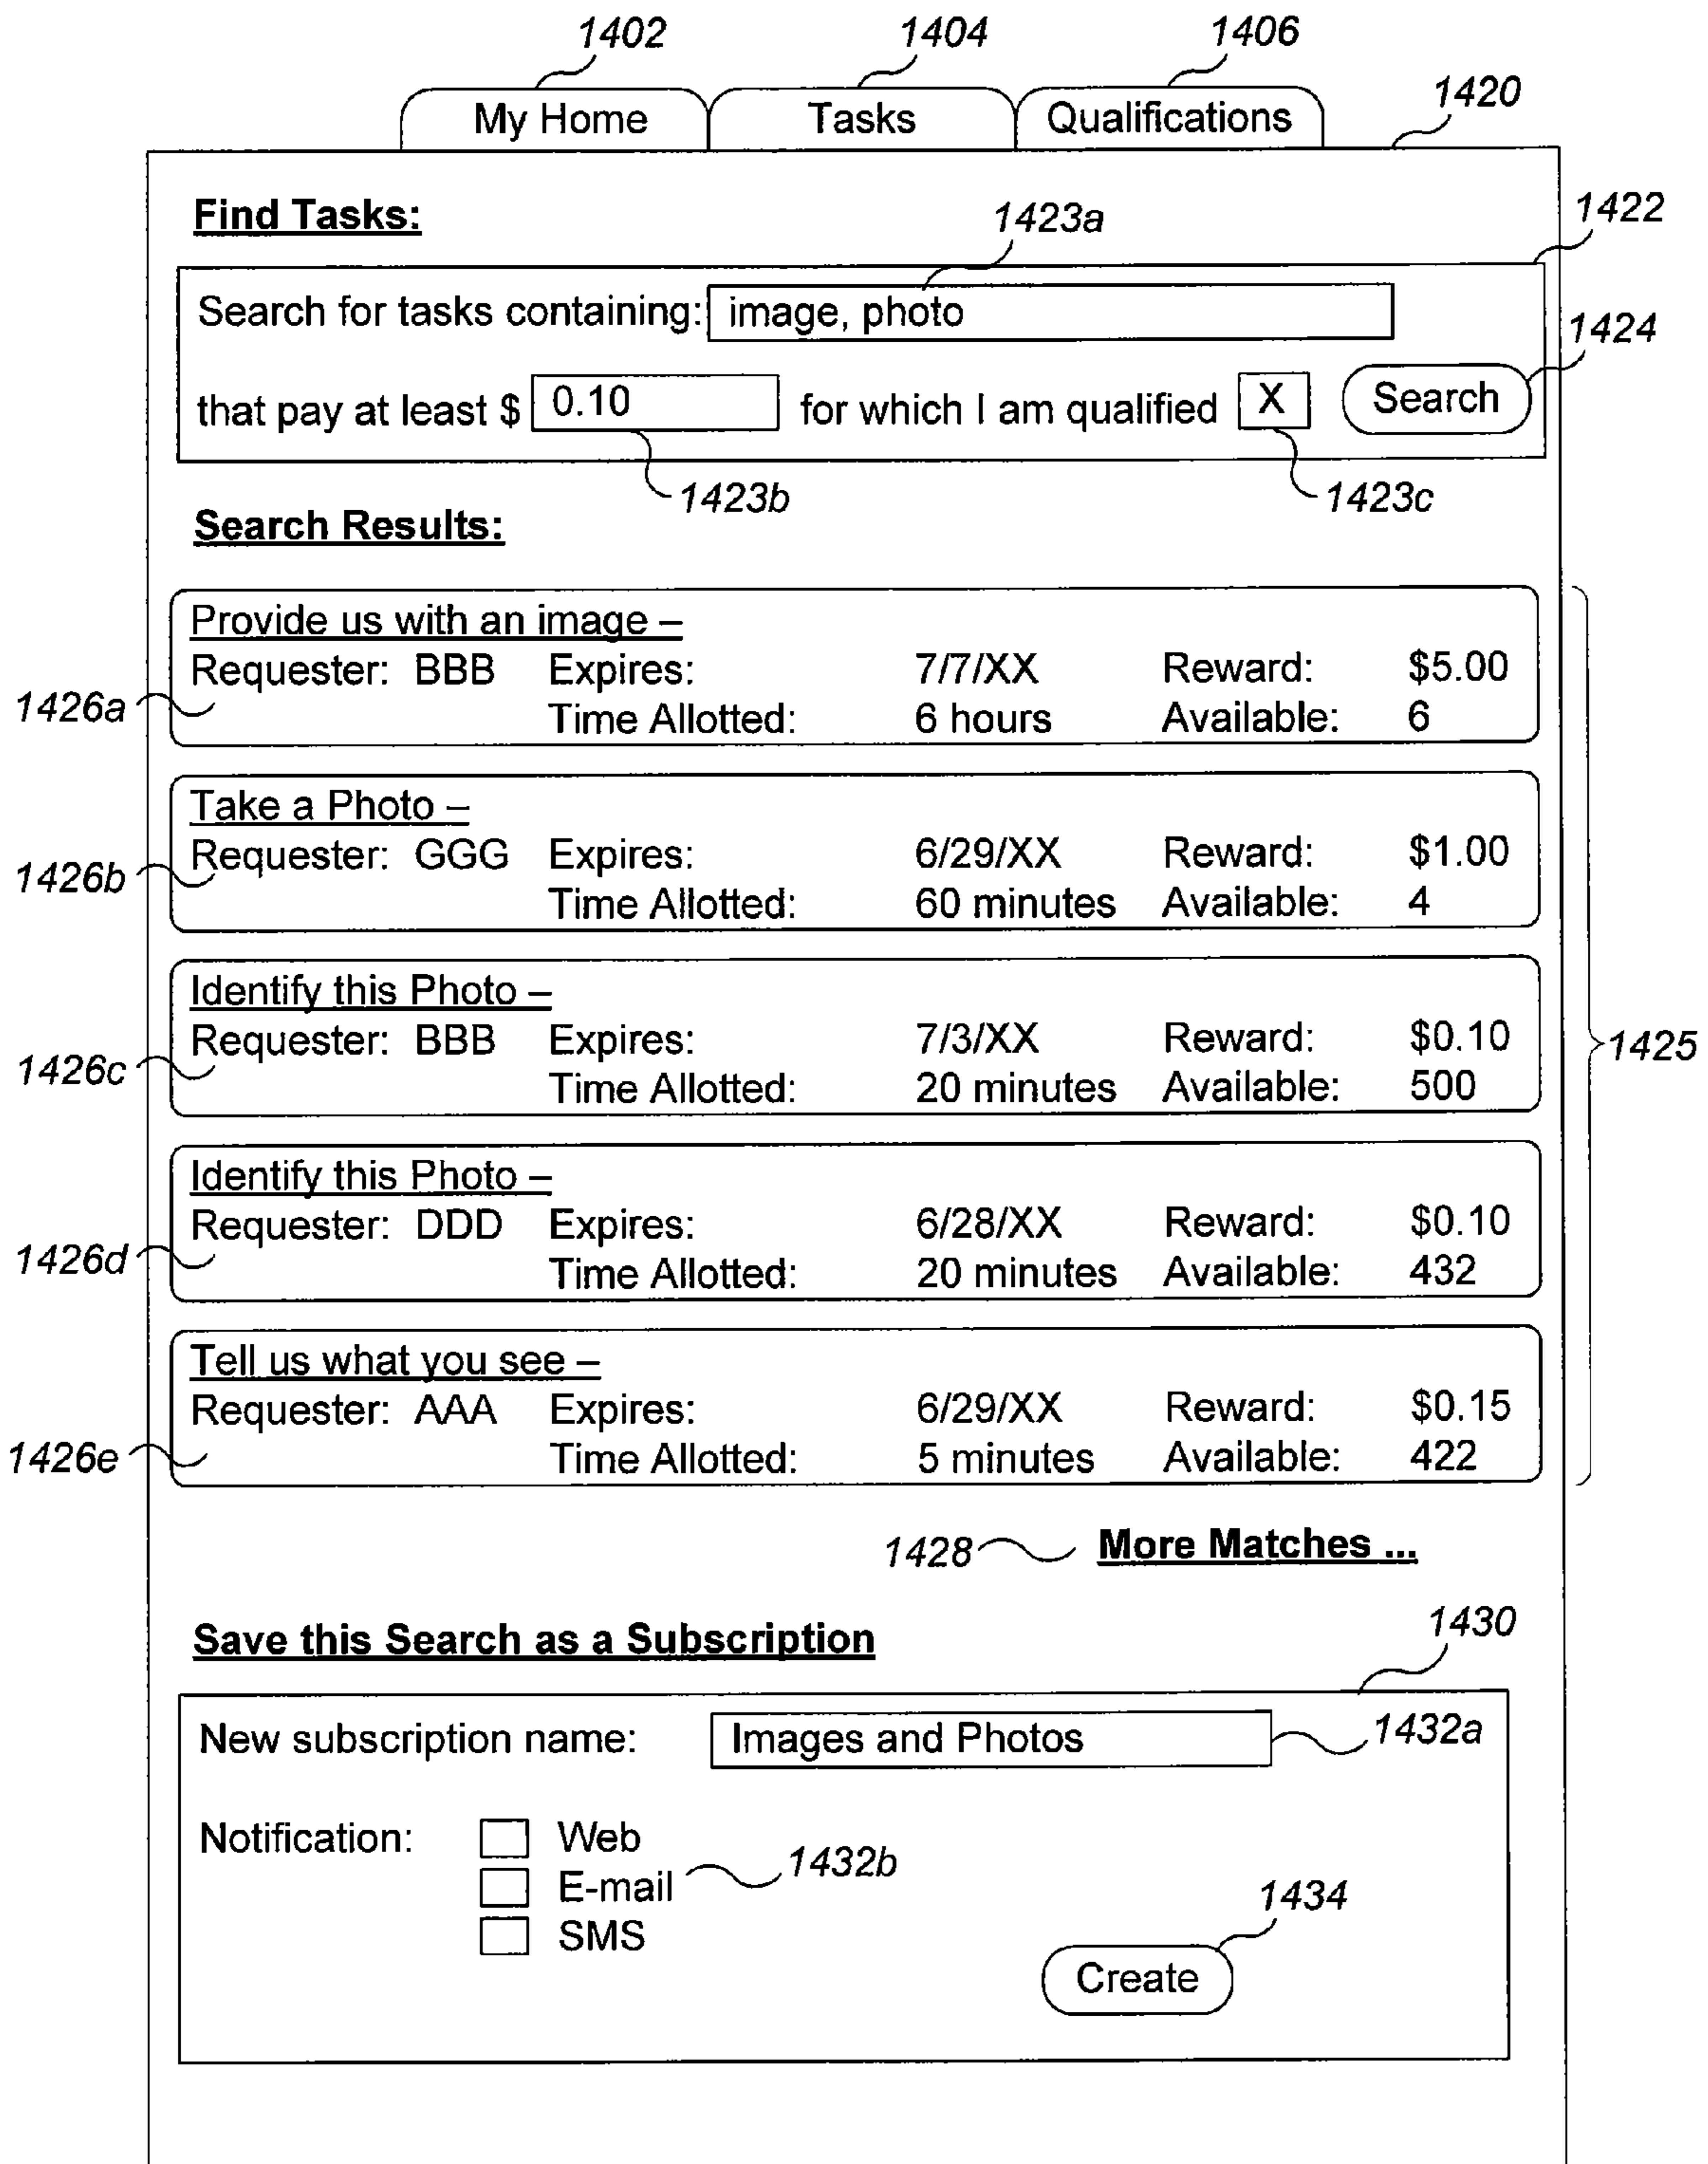 1402 1404 1406
My Home Tasks Qualifications 1420
Find Tasks: 1423a 1422
Search for tasks containing: image, photo 1424
that pay at least $ 0.10 for which I am qualified X Search
1423b 1423c
Search Results:
Provide us with an image –
Requester: BBB Expires: 7/7/XX Reward: $5.00
1426a Time Allotted: 6 hours Available: 6
Take a Photo –
Requester: GGG Expires: 6/29/XX Reward: $1.00
1426b Time Allotted: 60 minutes Available: 4
Identify this Photo –
Requester: BBB Expires: 7/3/XX Reward: $0.10
1425
1426c Time Allotted: 20 minutes Available: 500
Identify this Photo –
Requester: DDD Expires: 6/28/XX Reward: $0.10
1426d Time Allotted: 20 minutes Available: 432
Tell us what you see –
Requester: AAA Expires: 6/29/XX Reward: $0.15
1426e Time Allotted: 5 minutes Available: 422
1428 More Matches ...
Save this Search as a Subscription 1430
New subscription name: Images and Photos 1432a
Notification: Web
E-mail 1432b
SMS 1434
Create